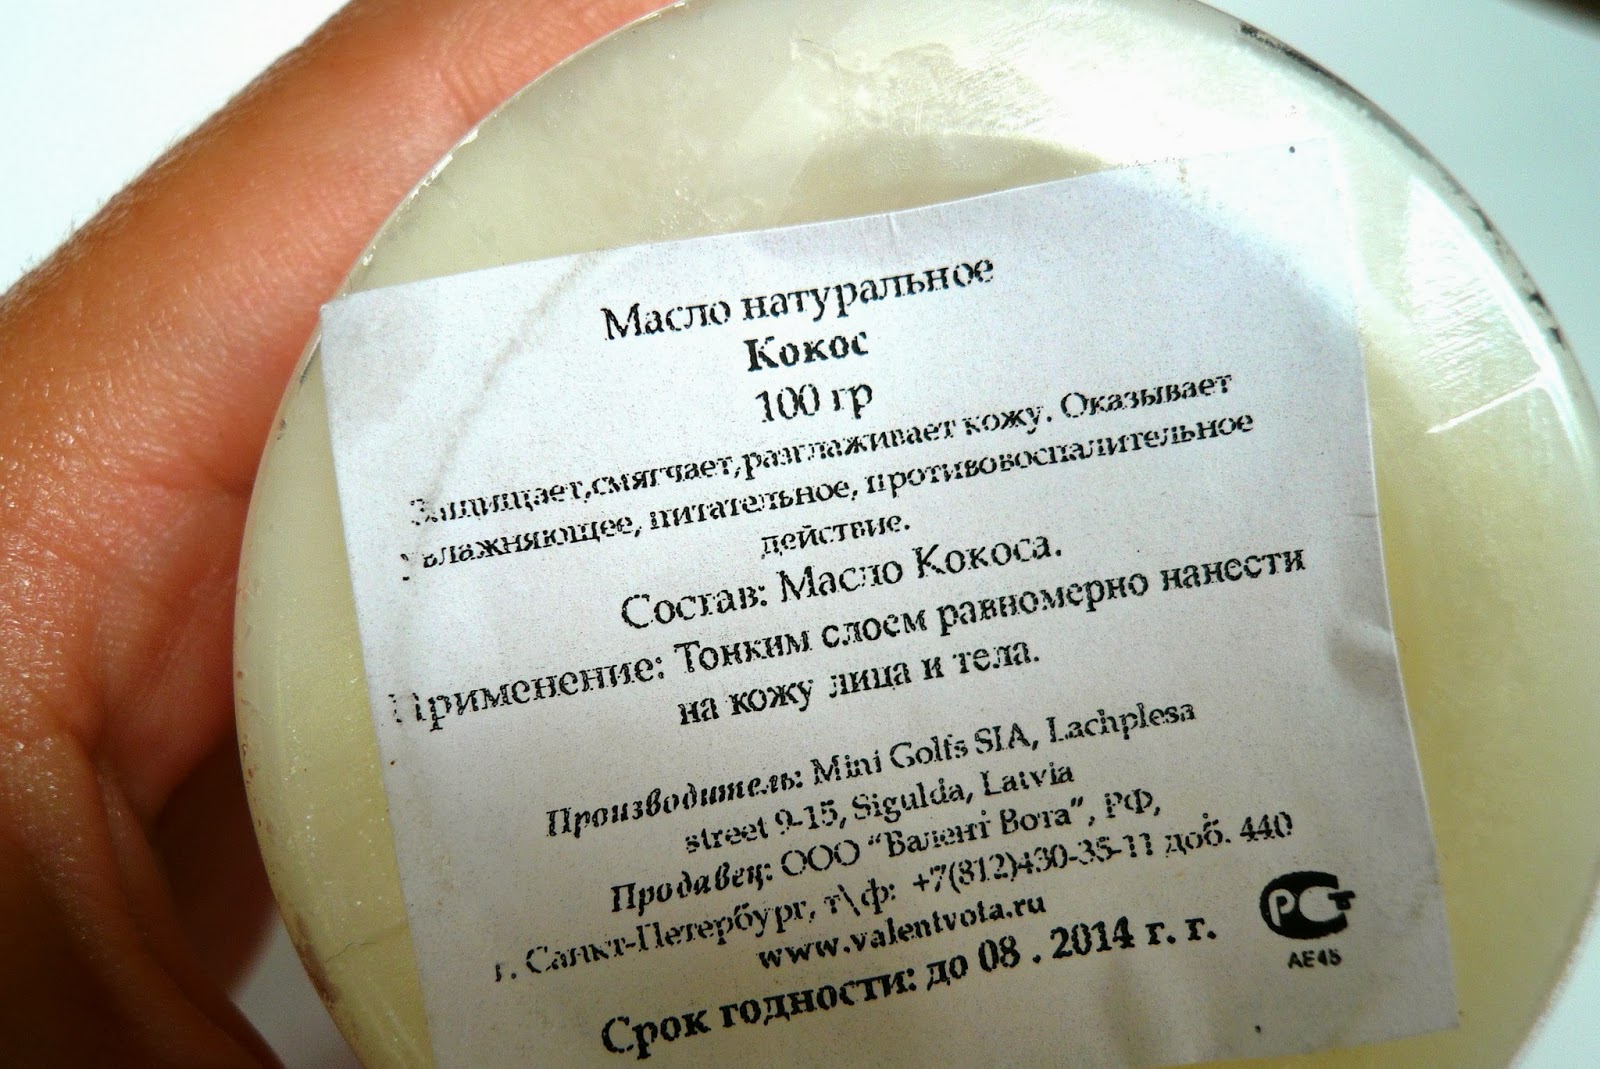 Масло натуральное
Кокос
100 гр
Защищает,смягчает,разглаживает кожу. Оказывает
увлажняющее, питательное, противовоспалительное
действие.
Состав: Масло Кокоса.
Применение: Тонким слоем равномерно нанести
на кожу лица и тела.
Производитель: Mini Golfs SIA, Lachplesa
street 9-15, Sigulda, Latvia
Продавец: ООО “Валент Вота”, РФ,
г. Санкт-Петербург, т\ф: +7(812)430-35-11 доб. 440
www.valentvota.ru
Срок годности: до 08 . 2014 г. г.
РСТ
АЕ45